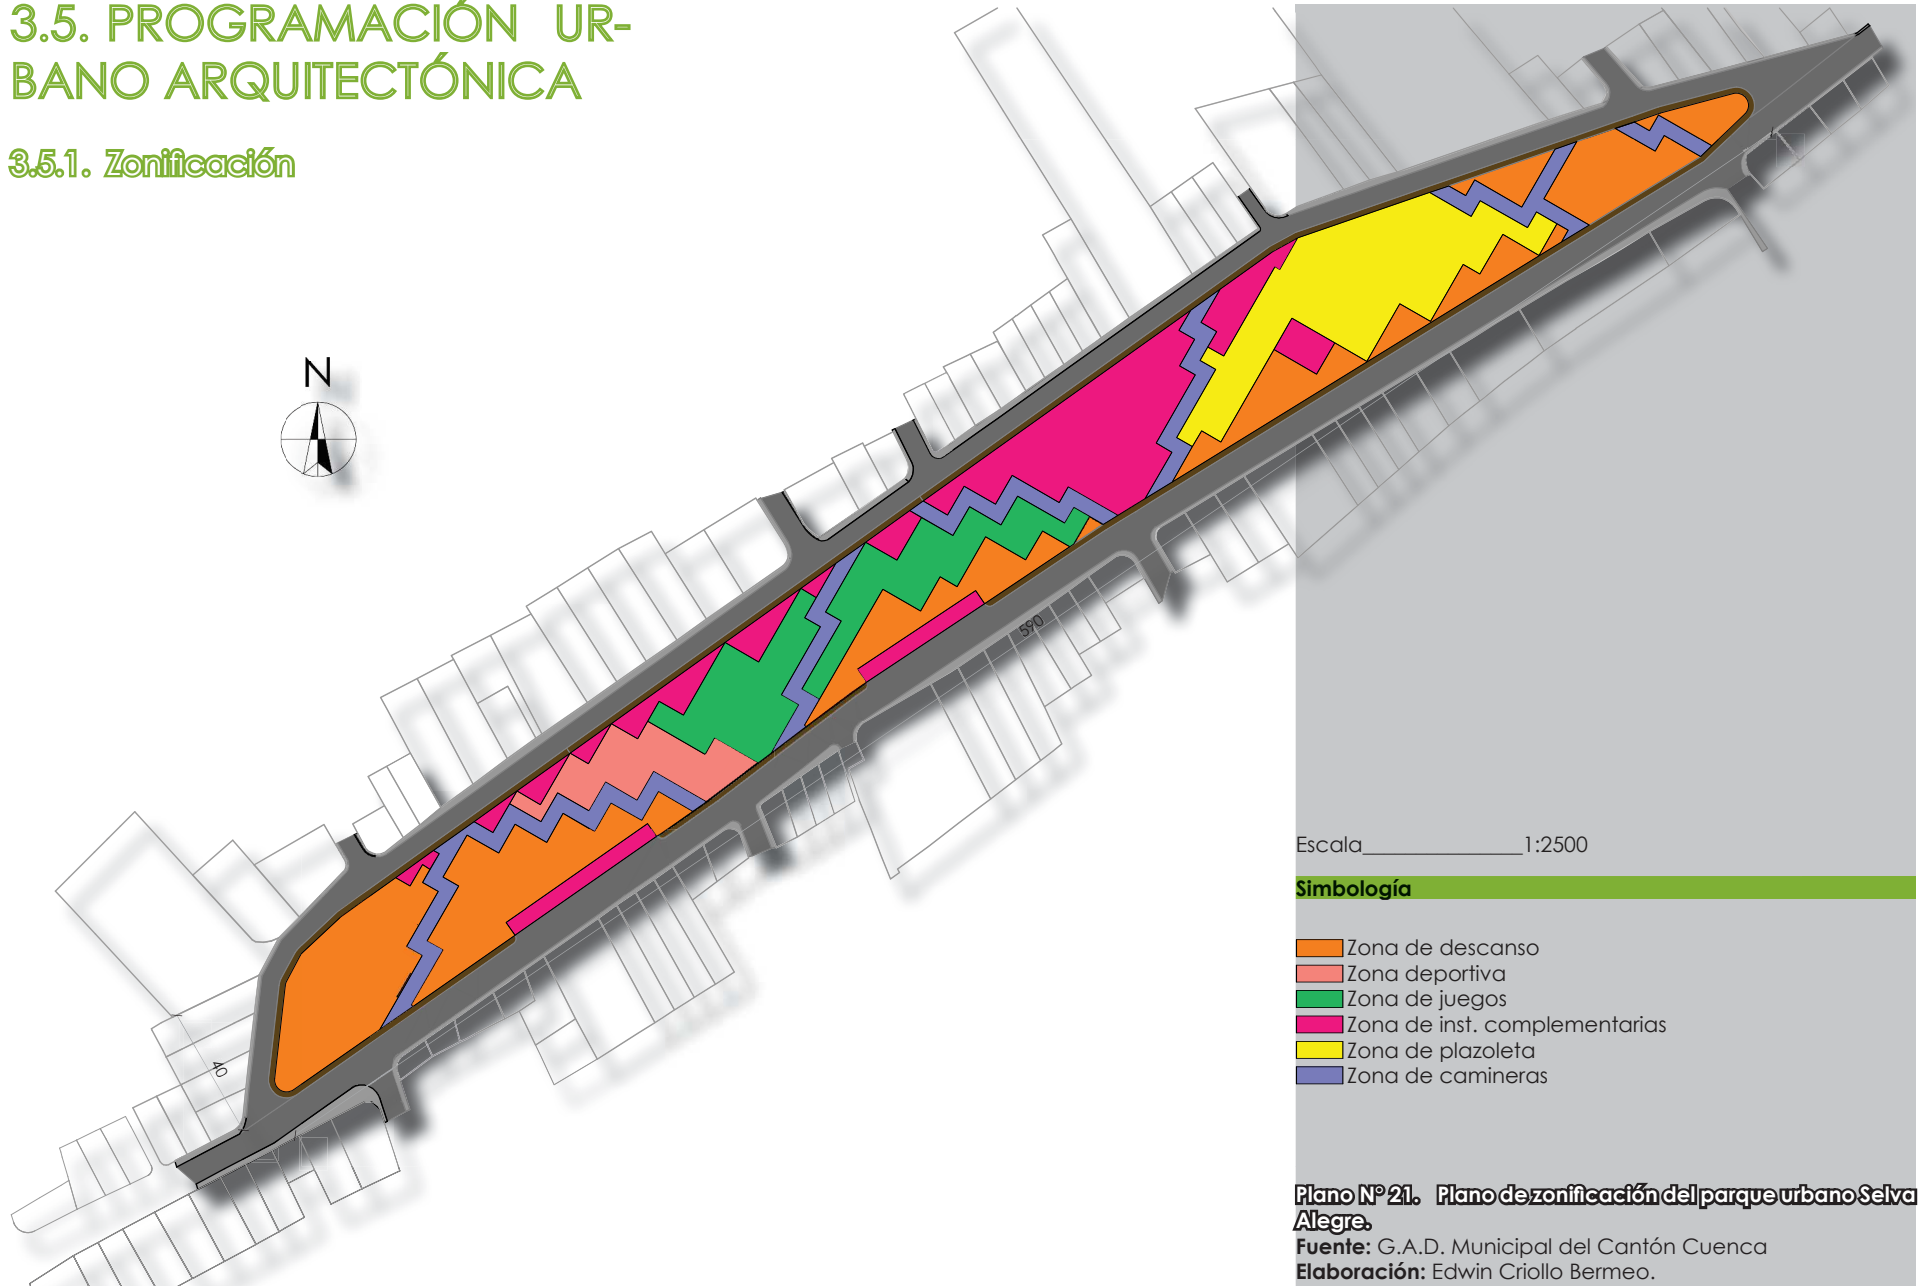 3.5. PROGRAMACIÓN UR-
BANO ARQUITECTÓNICA
3.5.1. Zonificación
N
590
40
Escala_______________1:2500
Simbología
Zona de descanso
Zona deportiva
Zona de juegos
Zona de inst. complementarias
Zona de plazoleta
Zona de camineras
Plano N° 21. Plano de zonificación del parque urbano Selva
Alegre.
Fuente: G.A.D. Municipal del Cantón Cuenca
Elaboración: Edwin Criollo Bermeo.